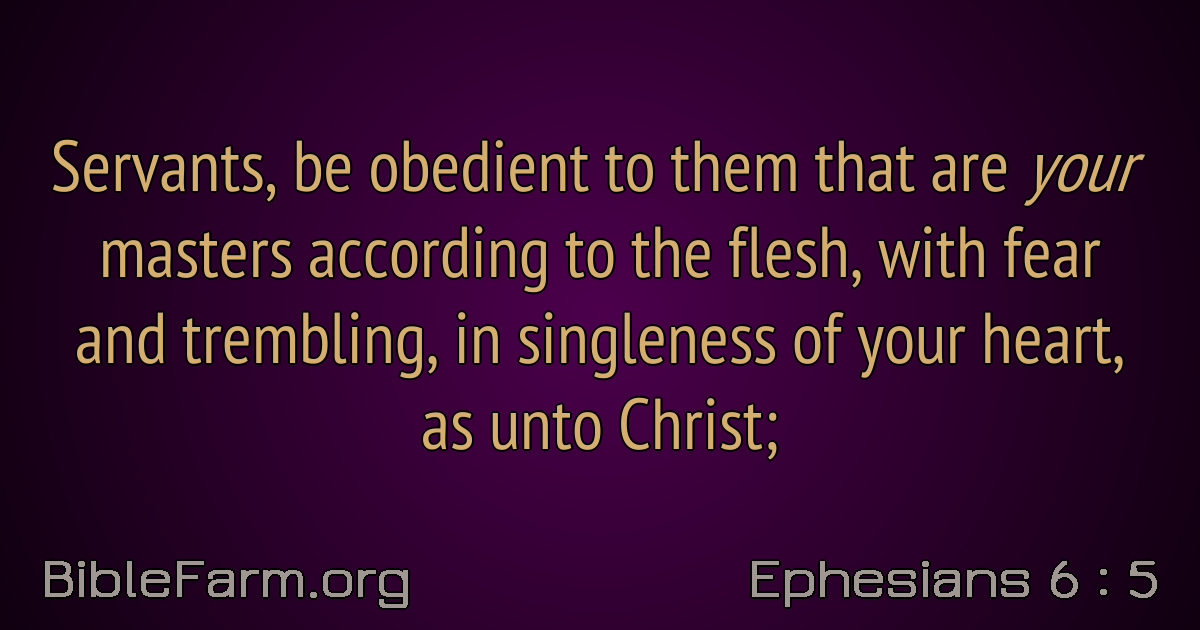 Servants, be obedient to them that are your
masters according to the flesh, with fear
and trembling, in singleness of your heart,
as unto Christ;
BibleFarm.org
Ephesians 6 : 5